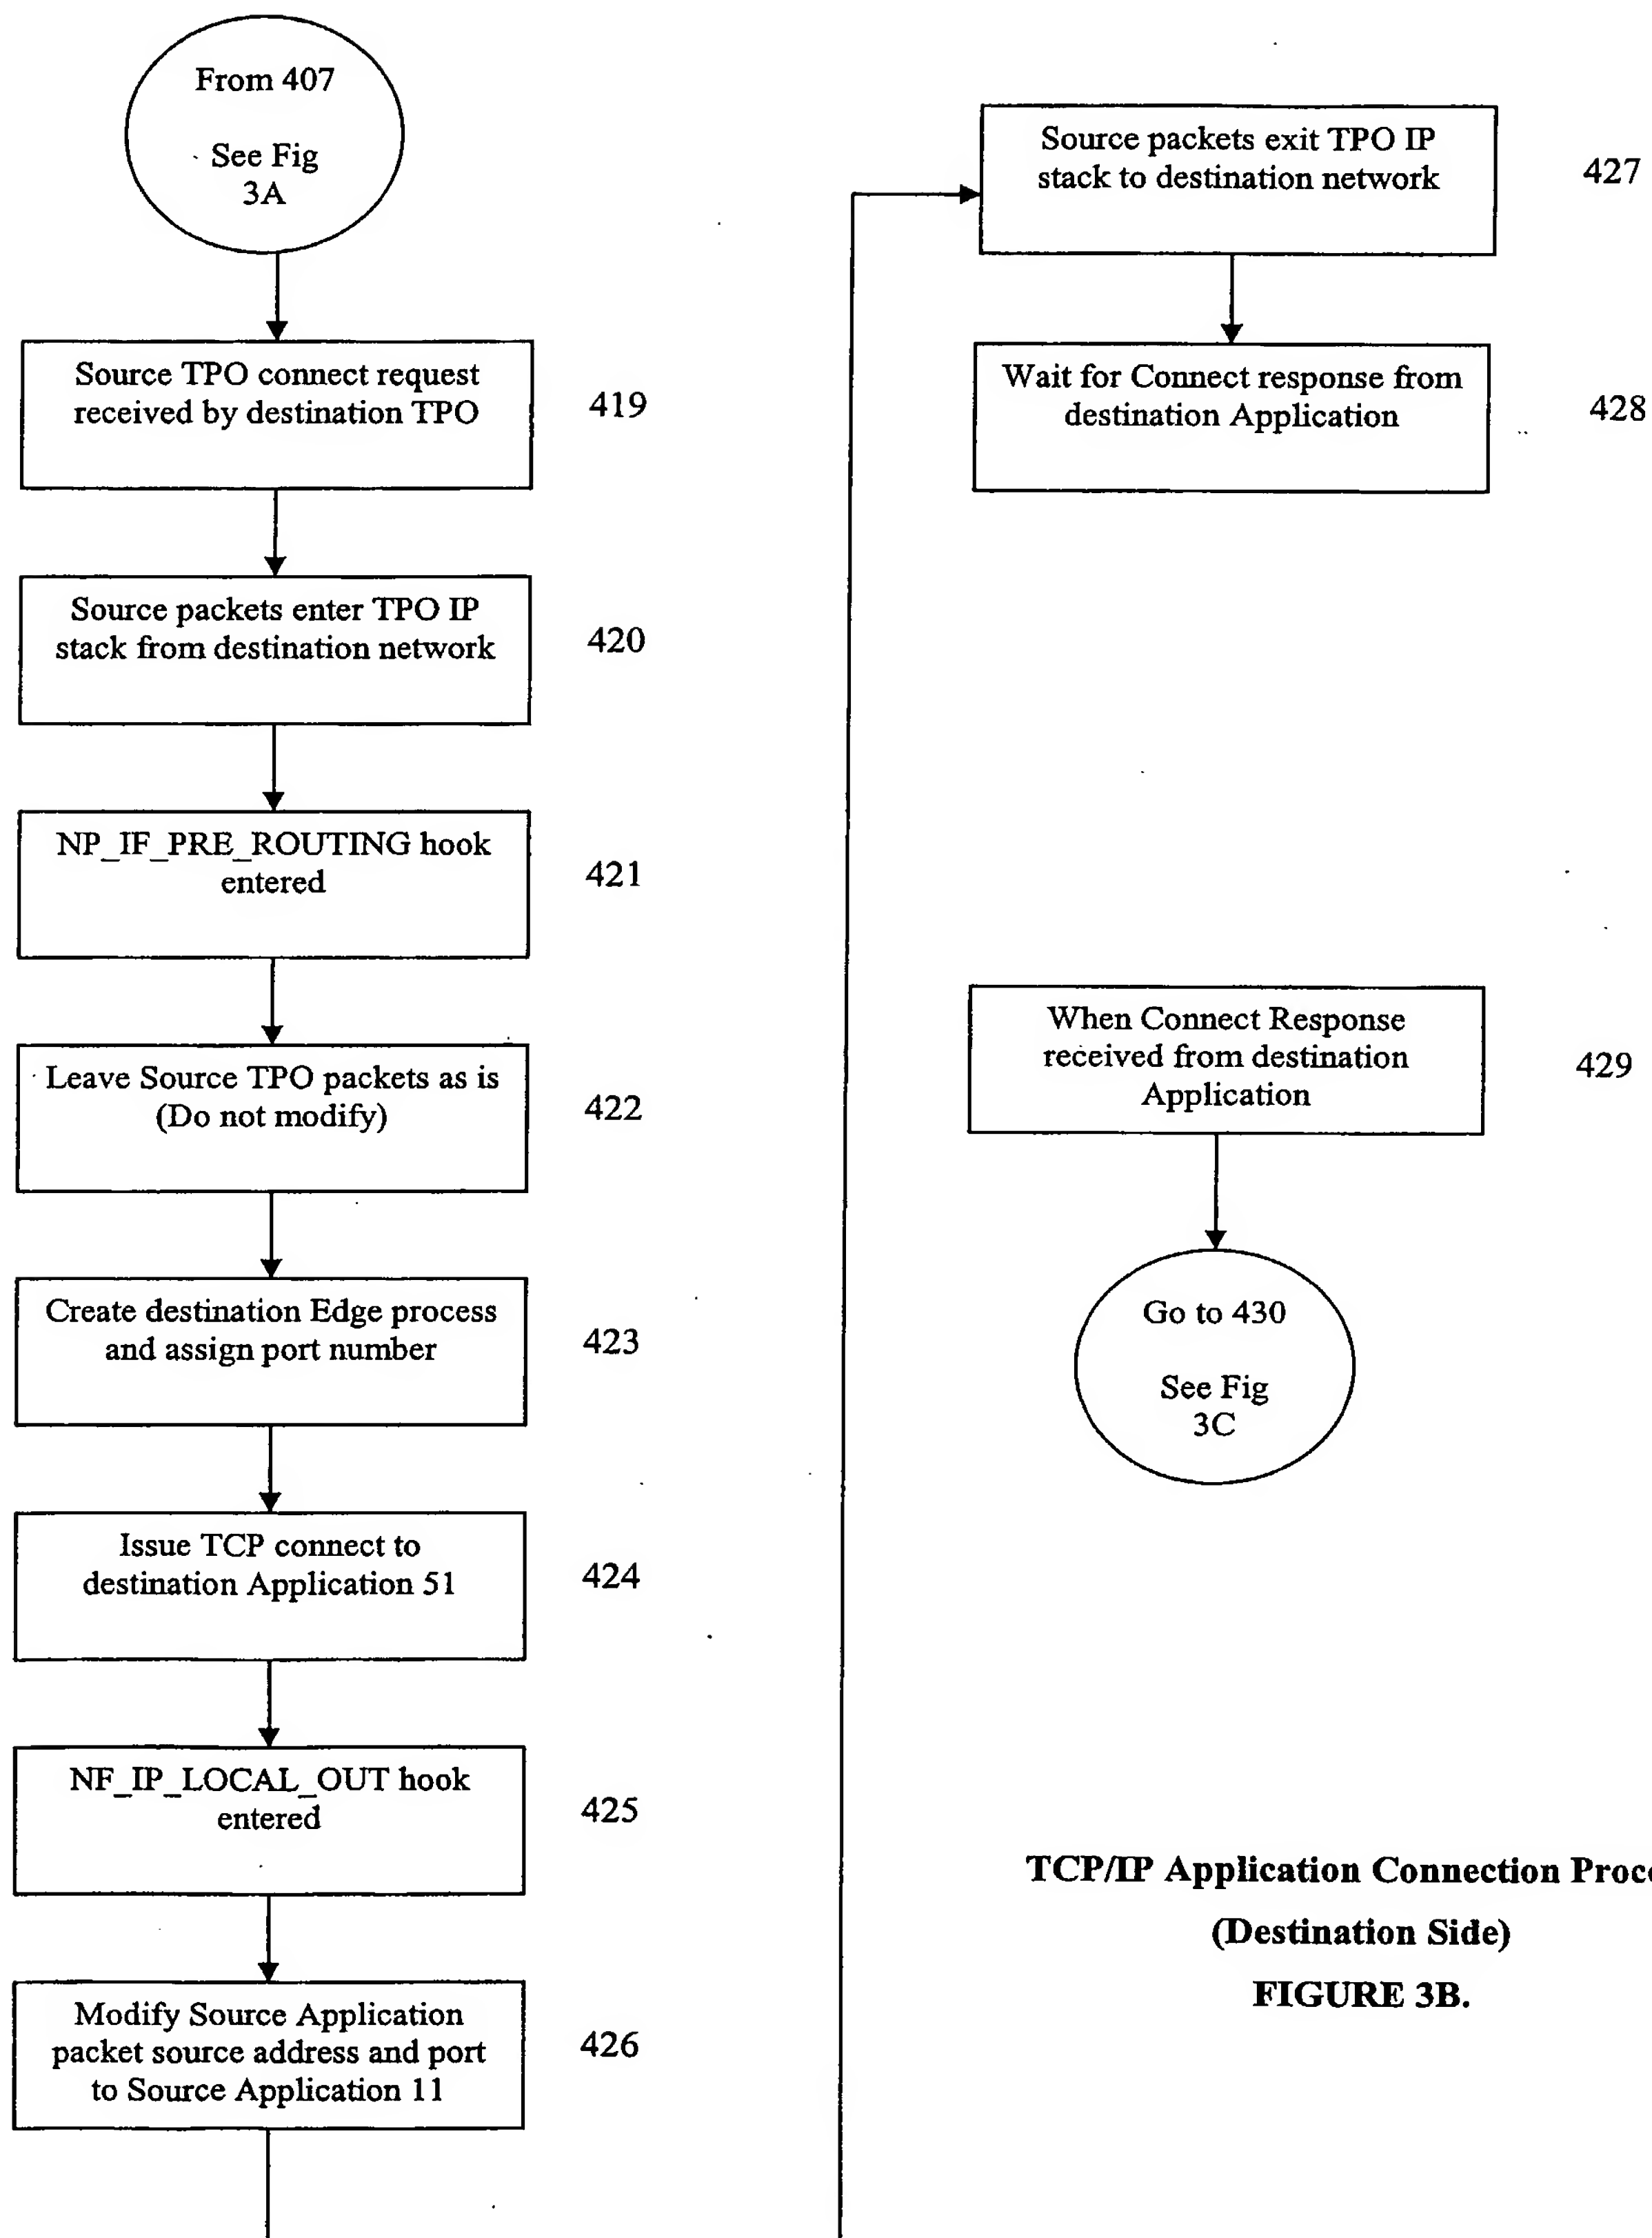 From 407
See Fig
3A
Source TPO connect request
received by destination TPO
419
Source packets enter TPO IP
stack from destination network
420
NP_IF_PRE_ROUTING hook
entered
421
Leave Source TPO packets as is
(Do not modify)
422
Create destination Edge process
and assign port number
423
Issue TCP connect to
destination Application 51
424
NF_IP_LOCAL_OUT hook
entered
425
Modify Source Application
packet source address and port
to Source Application 11
426
Source packets exit TPO IP
stack to destination network
427
Wait for Connect response from
destination Application
428
When Connect Response
received from destination
Application
429
Go to 430
See Fig
3C
TCP/IP Application Connection
(Destination Side)
FIGURE 3B.